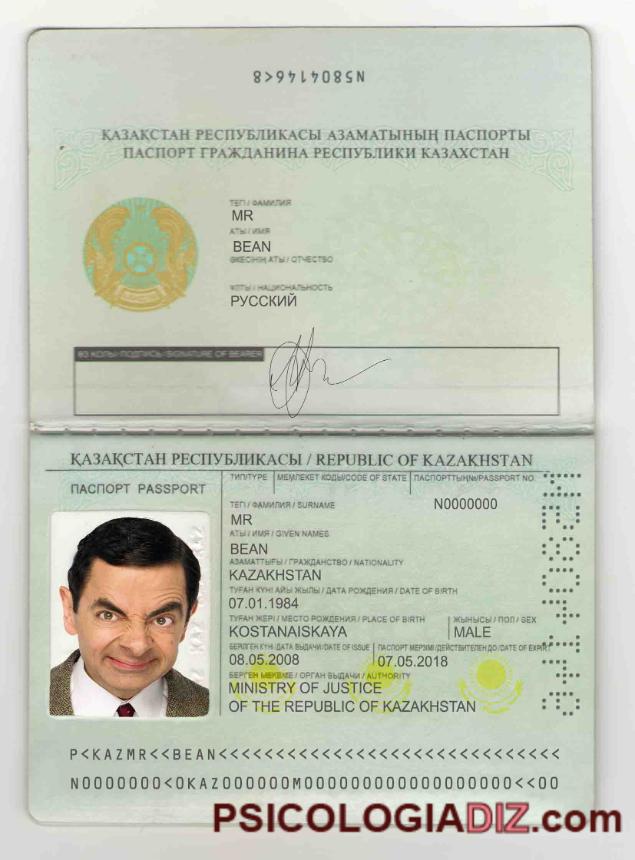 N5804146<8
ҚАЗАҚСТАН РЕСПУБЛИКАСЫ АЗАМАТЫНЫҢ ПАСПОРТЫ
ПАСПОРТ ГРАЖДАНИНА РЕСПУБЛИКИ КАЗАХСТАН
ТЕГІ / ФАМИЛИЯ
MR
АТЫ / ИМЯ
BEAN
ӘКЕСІНІҢ АТЫ / ОТЧЕСТВО
ҰЛТЫ / НАЦИОНАЛЬНОСТЬ
РУССКИЙ
ӨЗ ҚОЛЫ / ПОДПИСЬ / SIGNATURE OF BEARER
ҚАЗАҚСТАН РЕСПУБЛИКАСЫ / REPUBLIC OF KAZAKHSTAN
ПАСПОРТ PASSPORT
ТИП/TYPE МЕМЛЕКЕТ КОДЫ/CODE OF STATE ПАСПОРТТЫҢ№/PASSPORT NO.
N0000000
ТЕГІ / ФАМИЛИЯ / SURNAME
MR
АТЫ / ИМЯ / GIVEN NAMES
BEAN
АЗАМАТТЫҒЫ / ГРАЖДАНСТВО / NATIONALITY
KAZAKHSTAN
ТУҒАН КҮНІ АЙЫ ЖЫЛЫ / ДАТА РОЖДЕНИЯ / DATE OF BIRTH
07.01.1984
ТУҒАН ЖЕРІ / МЕСТО РОЖДЕНИЯ / PLACE OF BIRTH ЖЫНЫСЫ / ПОЛ / SEX
KOSTANAISKAYA MALE
БЕРІЛГЕН КҮНІ /ДАТА ВЫДАЧИ /DATE OF ISSUE ПАСПОРТ МЕРЗІМІ /ДЕЙСТВИТЕЛЕН ДО /DATE OF EXPIRY
08.05.2008 07.05.2018
БЕРГЕН МЕКЕМЕ / ОРГАН ВЫДАЧИ / AUTHORITY
MINISTRY OF JUSTICE
OF THE REPUBLIC OF KAZAKHSTAN
P<KAZMR<<BEAN<<<<<<<<<<<<<<<<<<<<<<<<<<<<<<<
N0000000<0KAZ000000M0000000000000000000<<00
PSICOLOGIADIZ.com